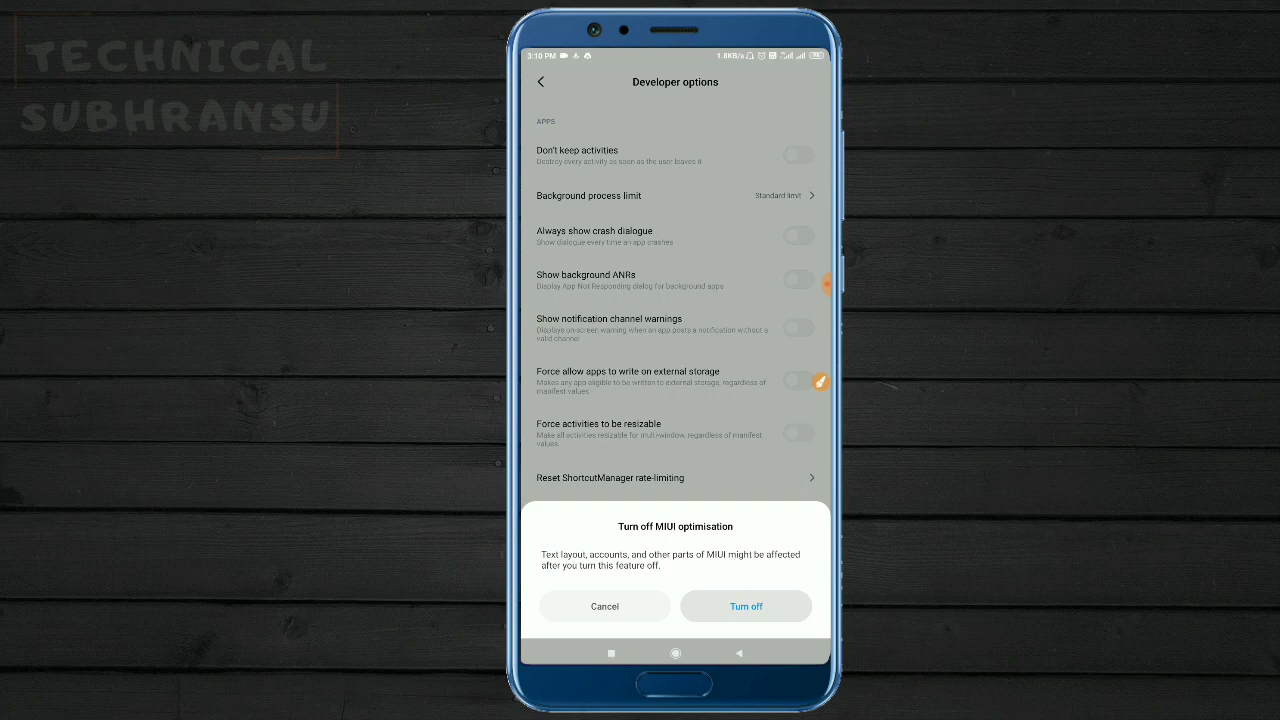 TECHNICAL
SUBHRANSU
3:10 PM
1.8KB/s
Developer options
APPS
Don't keep activities
Destroy every activity as soon as the user leaves it
Background process limit
Standard limit
Always show crash dialogue
Show dialogue every time an app crashes
Show background ANRs
Display App Not Responding dialog for background apps
Show notification channel warnings
Displays on-screen warning when an app posts a notification without a
valid channel
Force allow apps to write on external storage
Makes any app eligible to be written to external storage, regardless of
manifest values
Force activities to be resizable
Make all activities resizable for multi-window, regardless of manifest
values.
Reset ShortcutManager rate-limiting
Turn off MIUI optimisation
Text layout, accounts, and other parts of MIUI might be affected
after you turn this feature off.
Cancel
Turn off